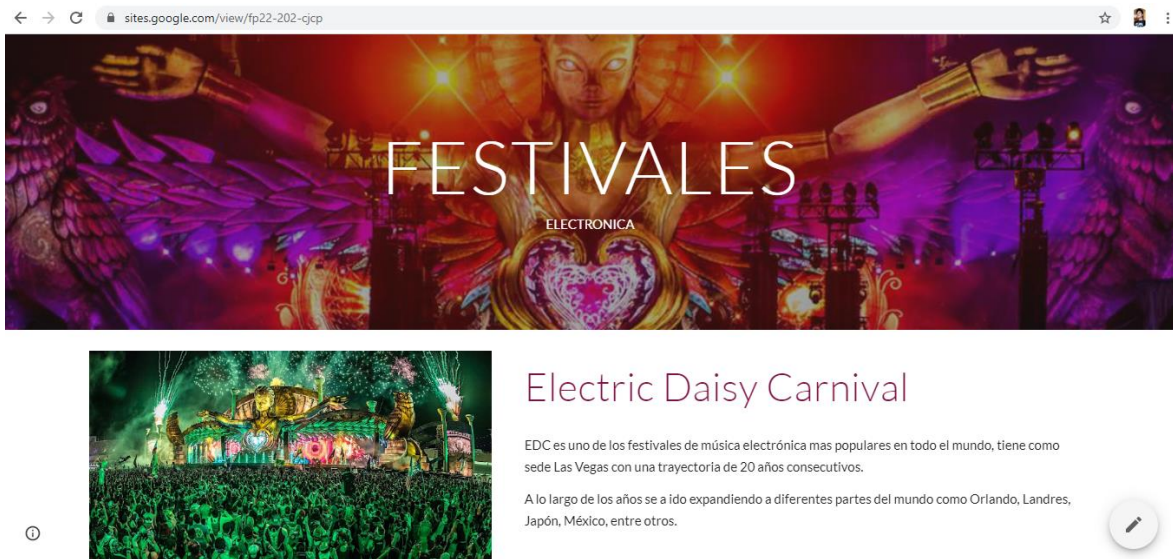 sites.google.com/view/fp22-202-cjcp
FESTIVALES
ELECTRONICA
Electric Daisy Carnival
EDC es uno de los festivales de música electrónica mas populares en todo el mundo, tiene como
sede Las Vegas con una trayectoria de 20 años consecutivos.
A lo largo de los años se a ido expandiendo a diferentes partes del mundo como Orlando, Landres,
Japón, México, entre otros.